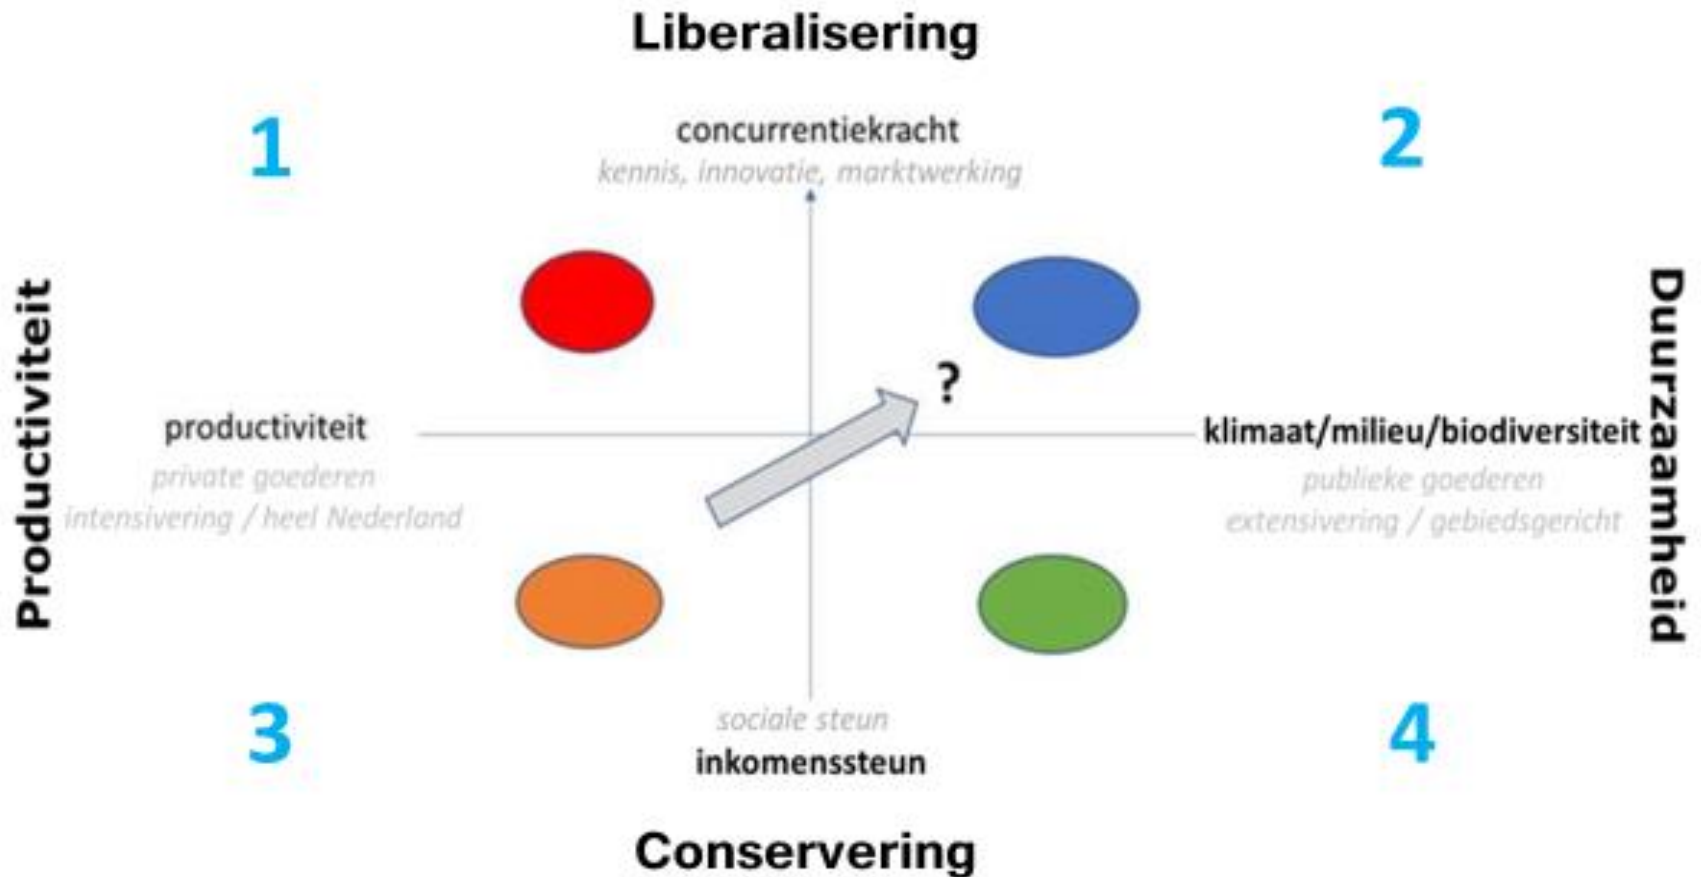 Liberalisering
1
2
concurrentiekracht
kennis, innovatie, marktwerking
Productiviteit
Duurzaamheid
?
productiviteit
klimaat/milieu/biodiversiteit
private goederen
publieke goederen
intensivering / heel Nederland
extensivering / gebiedsgericht
3
4
sociale steun
inkomenssteun
Conservering